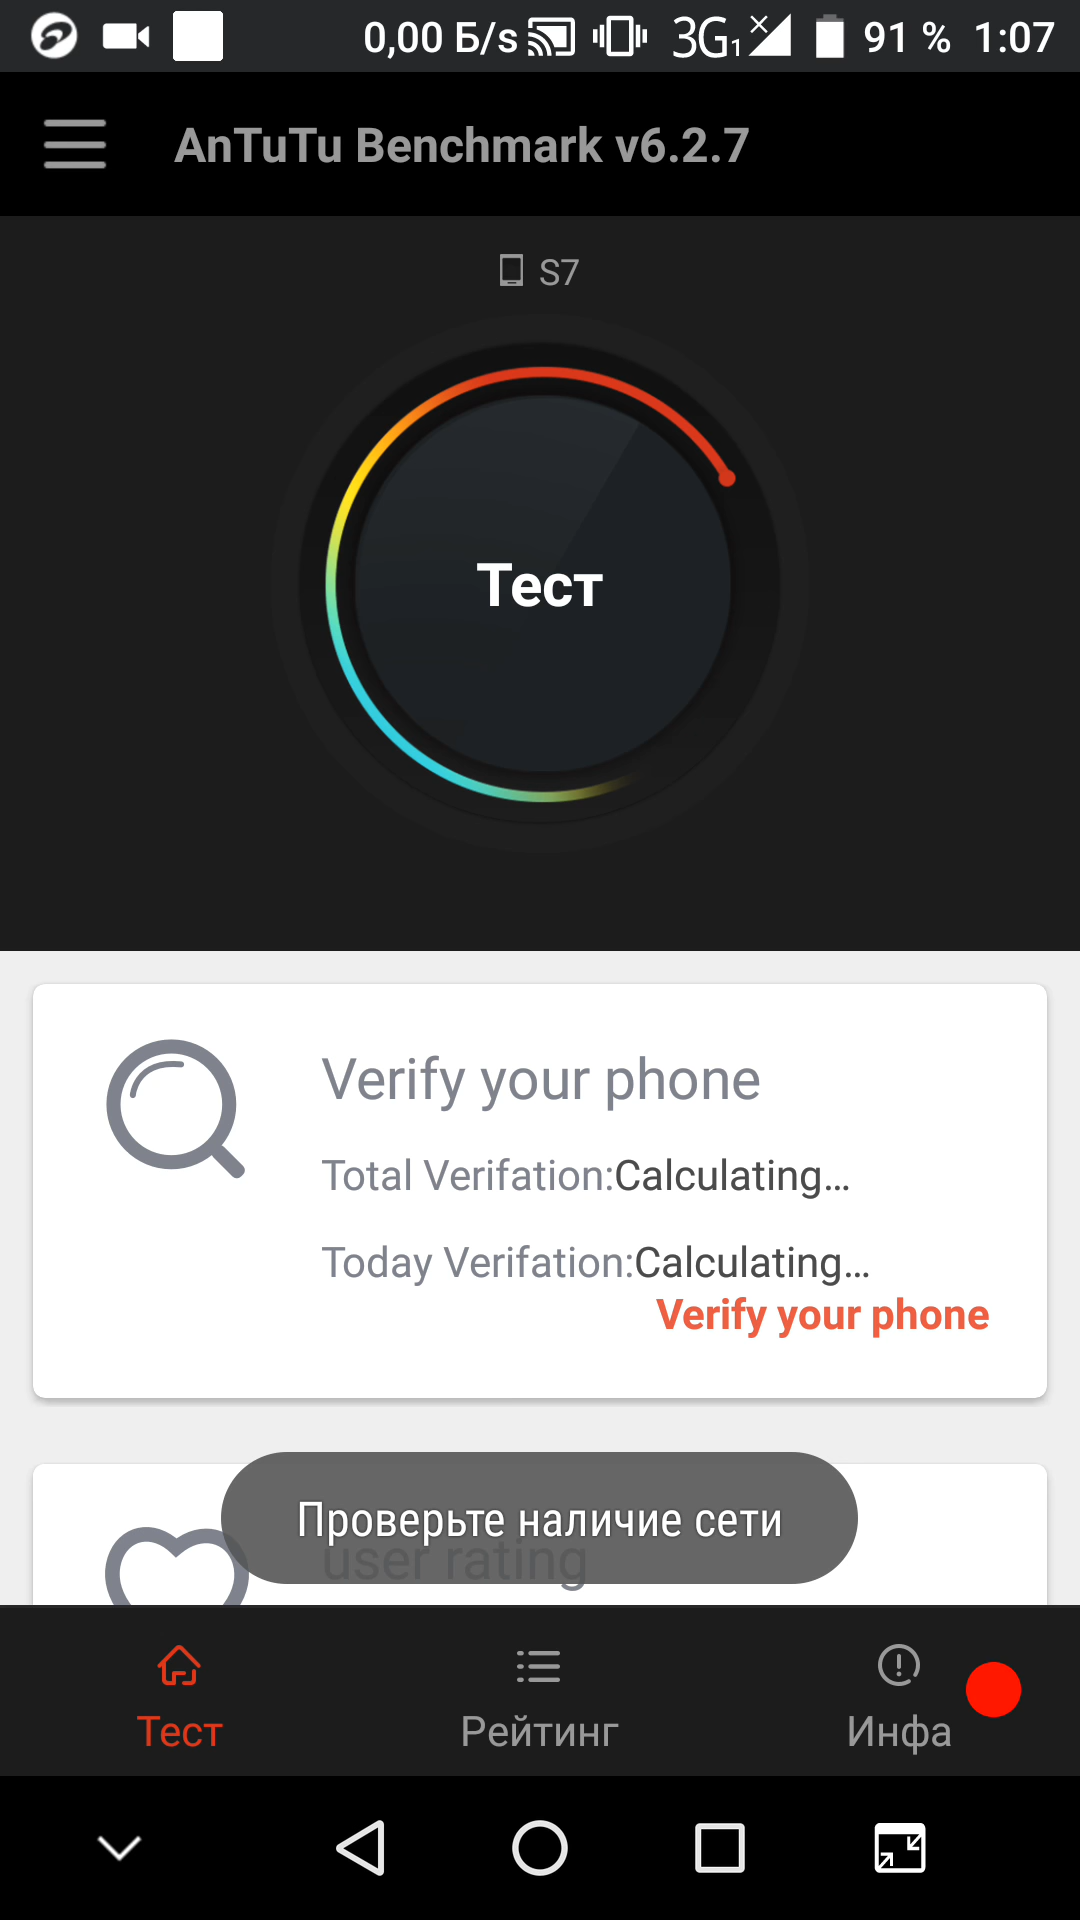 0,00 Б/s 3G1 91 % 1:07
AnTuTu Benchmark v6.2.7
S7
Тест
Verify your phone
Total Verifation:Calculating...
Today Verifation:Calculating...
Verify your phone
Проверьте наличие сети
user rating
Тест
Рейтинг
Инфа